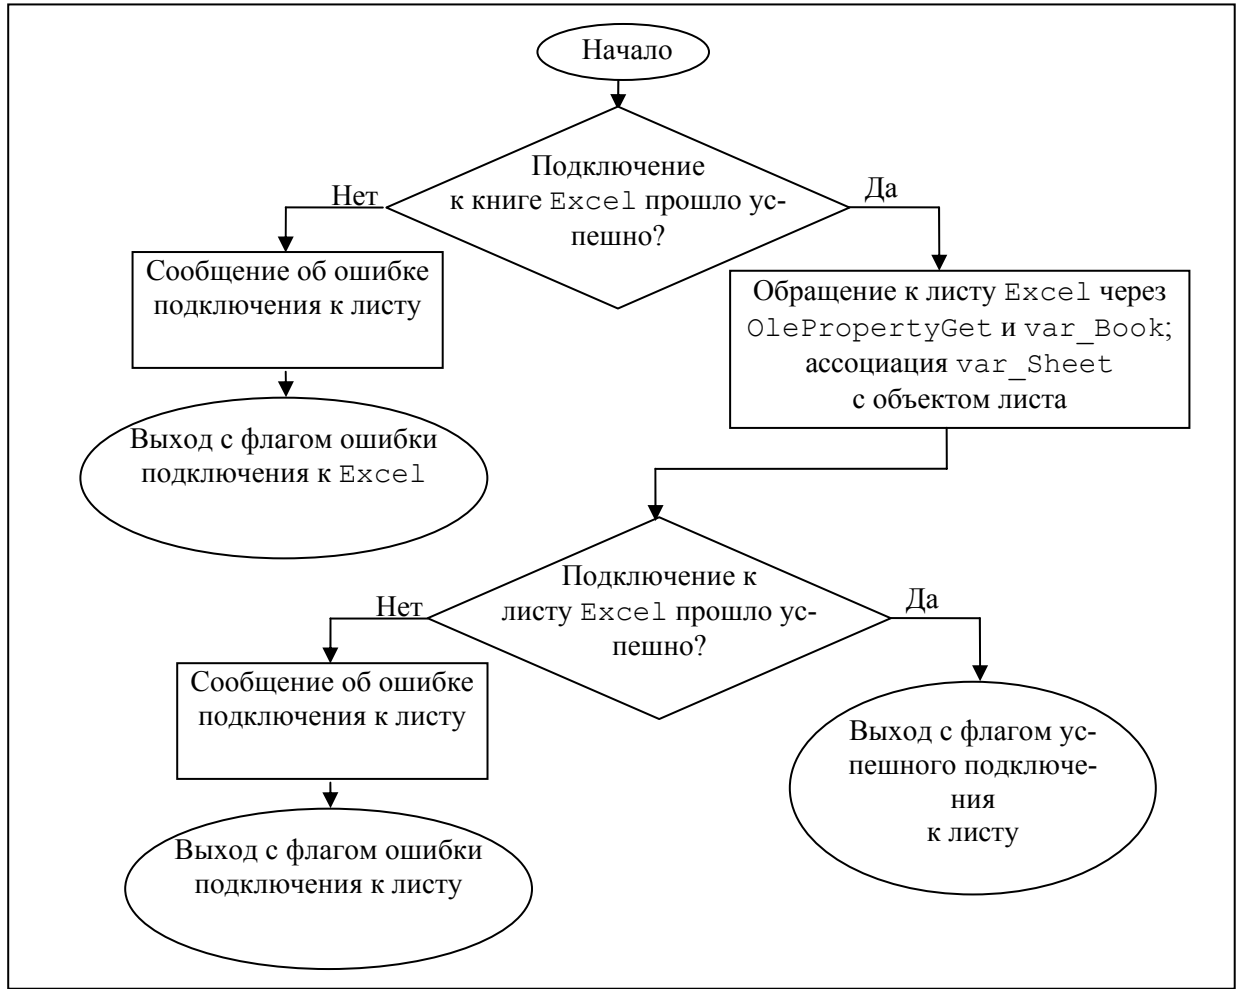 Начало
Подключение
к книге Excel прошло ус-
пешно?
Нет
Да
Сообщение об ошибке
подключения к листу
Обращение к листу Excel через
OlePropertyGet и var_Book;
ассоциация var_Sheet
с объектом листа
Выход с флагом ошибки
подключения к Excel
Подключение к
листу Excel прошло ус-
пешно?
Нет
Да
Сообщение об ошибке
подключения к листу
Выход с флагом ус-
пешного подключе-
ния
к листу
Выход с флагом ошибки
подключения к листу